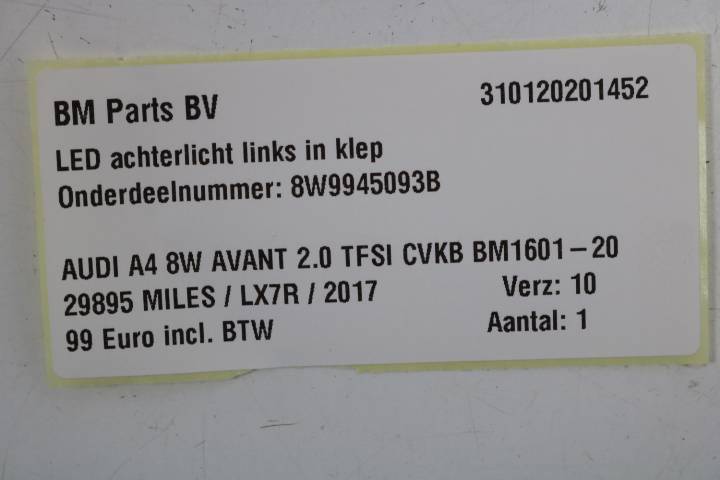 BM Parts BV 310120201452
LED achterlicht links in klep
Onderdeelnummer: 8W9945093B
AUDI A4 8W AVANT 2.0 TFSI CVKB BM1601-20
29895 MILES / LX7R / 2017 Verz: 10
99 Euro incl. BTW Aantal: 1